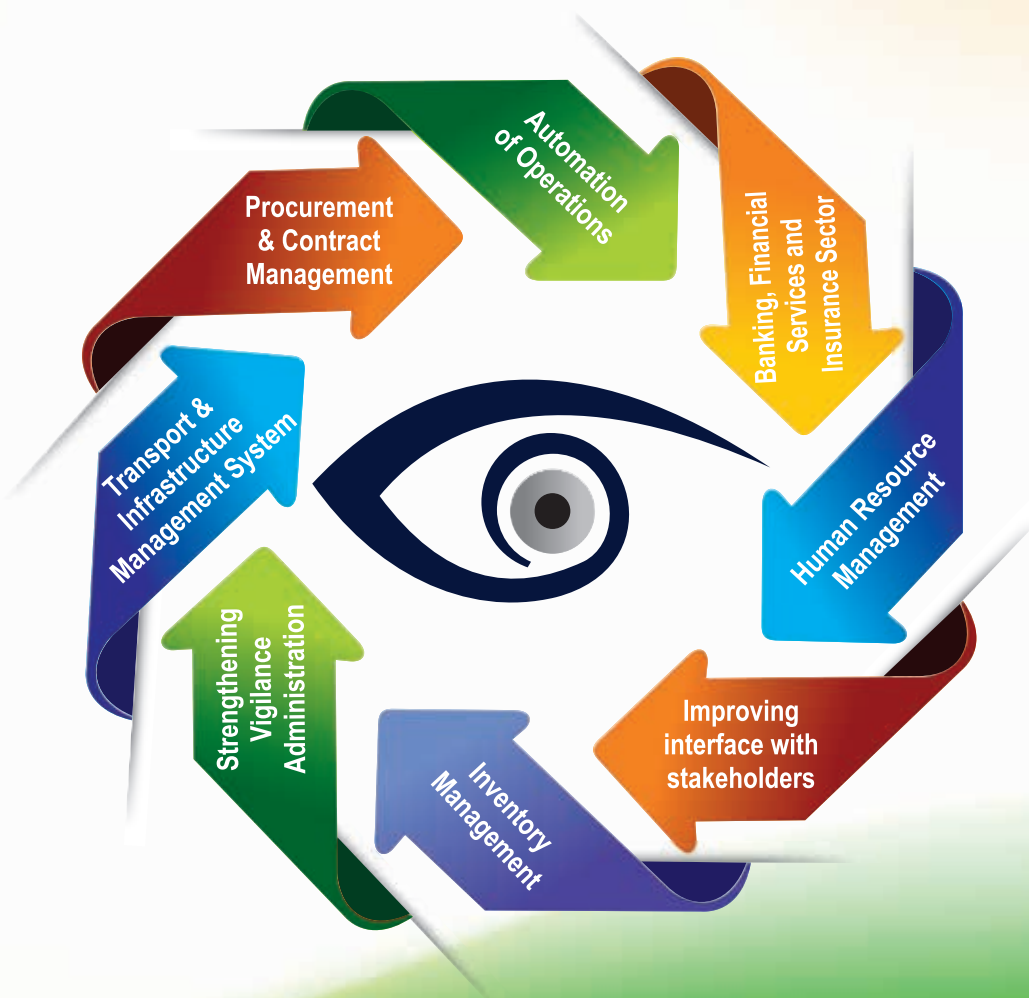 Procurement
& Contract
Management
Automation
of Operations
Banking, Financial
Services and
Insurance Sector
Human Resource
Management
Improving
interface with
stakeholders
Inventory
Management
Strengthening
Vigilance
Administration
Transport &
Infrastructure
Management System